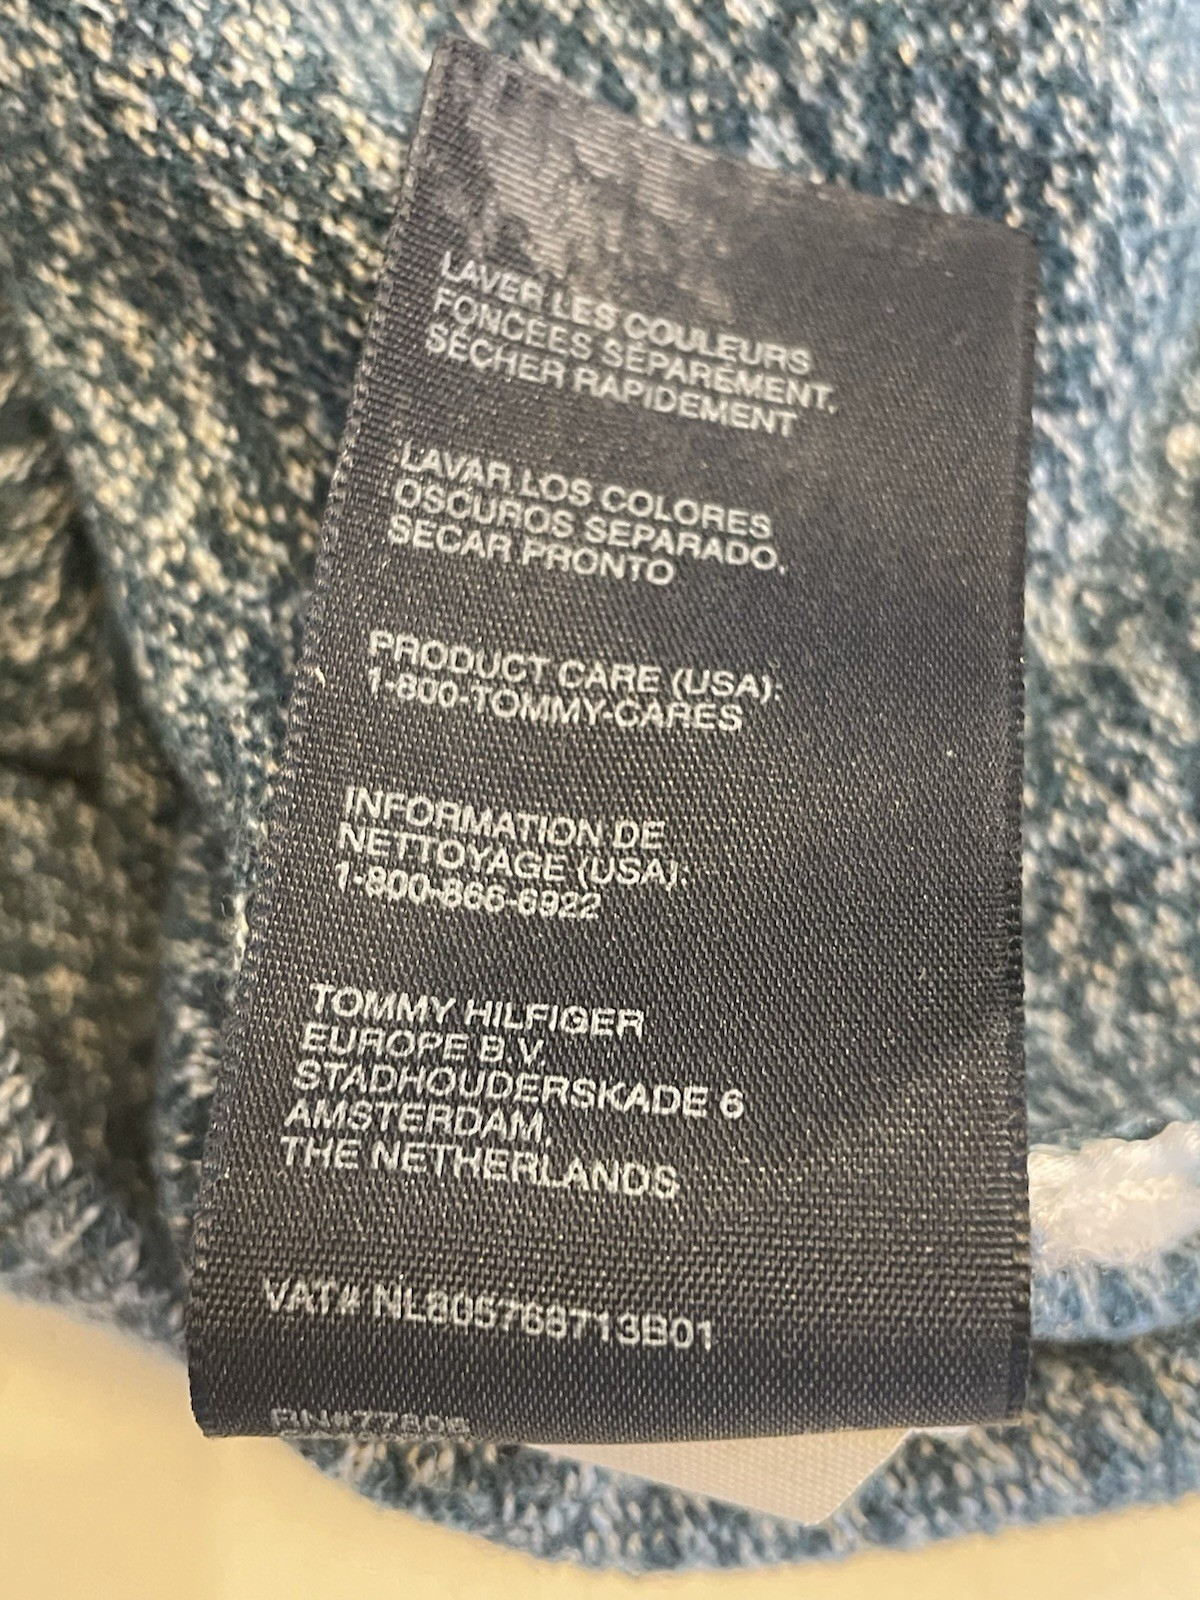 LAVER LES COULEURS
FONCÉES SÉPARÉMENT,
SÉCHER RAPIDEMENT
LAVAR LOS COLORES
OSCUROS SEPARADO,
SECAR PRONTO
PRODUCT CARE (USA):
1-800-TOMMY-CARES
INFORMATION DE
NETTOYAGE (USA):
1-800-866-6922
TOMMY HILFIGER
EUROPE B.V.
STADHOUDERSKADE 6
AMSTERDAM,
THE NETHERLANDS
VAT# NL805768713B01